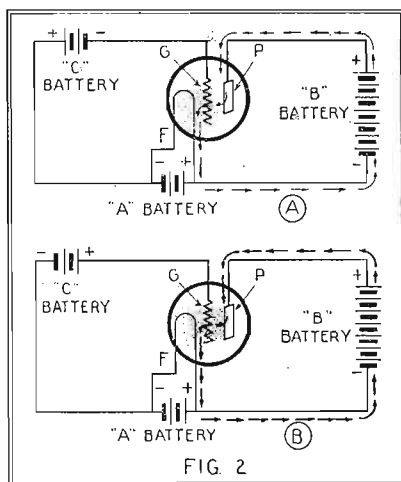 + -
"C"
BATTERY
G
P
+
"B"
BATTERY
F
- +
-
"A" BATTERY
A
- +
"C"
BATTERY
G
P
+
"B"
BATTERY
F
- +
-
"A" BATTERY
B
FIG. 2